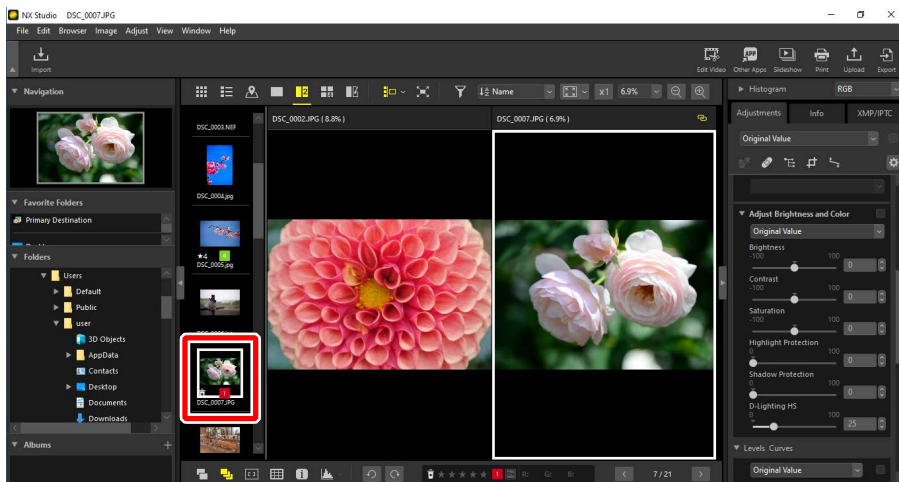 NX Studio DSC_0007.JPG
File Edit Browser Image Adjust View Window Help
Import
Edit Video Other Apps Slideshow Print Upload Export
Navigation
Name
x1 6.9%
Histogram RGB
DSC_0003.NEF
DSC_0002.JPG ( 8.8% )
DSC_0007.JPG ( 6.9% )
Adjustments Info XMP/IPTC
Original Value
DSC_0004.jpg
Favorite Folders
Primary Destination
Folders
Users
Default
Public
user
3D Objects
AppData
Contacts
Desktop
Documents
Downloads
Albums
★4
DSC_0005.jpg
1
DSC_0007.JPG
Adjust Brightness and Color
Original Value
Brightness
-100 100 0
Contrast
-100 100 0
Saturation
-100 100 0
Highlight Protection
0 100 0
Shadow Protection
0 100 0
D-Lighting HS
0 100 25
Levels Curves
Original Value
1 R: G: B:
7 / 21